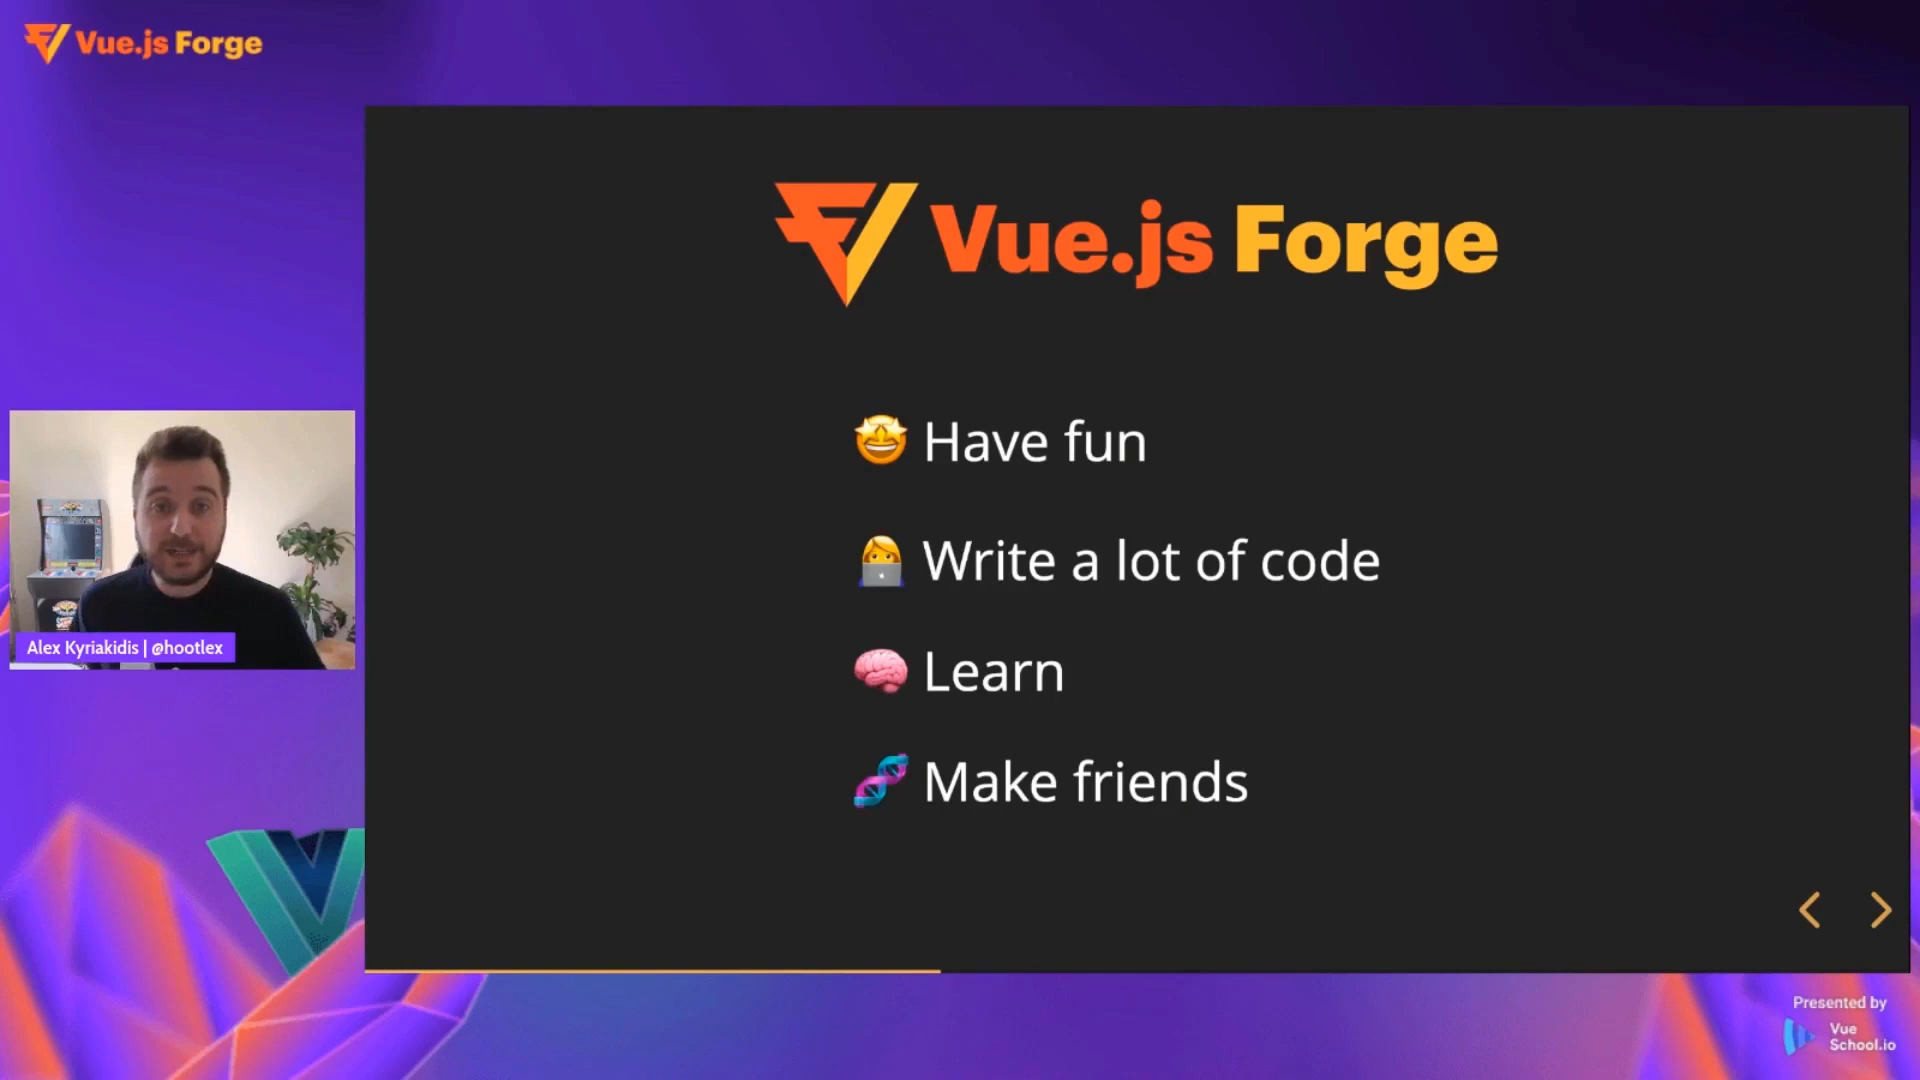 Vue.js Forge
Vue.js Forge
🤩 Have fun
👩‍💻 Write a lot of code
🧠 Learn
🧬 Make friends
Alex Kyriakidis | @hootlex
Presented by
Vue
School.io